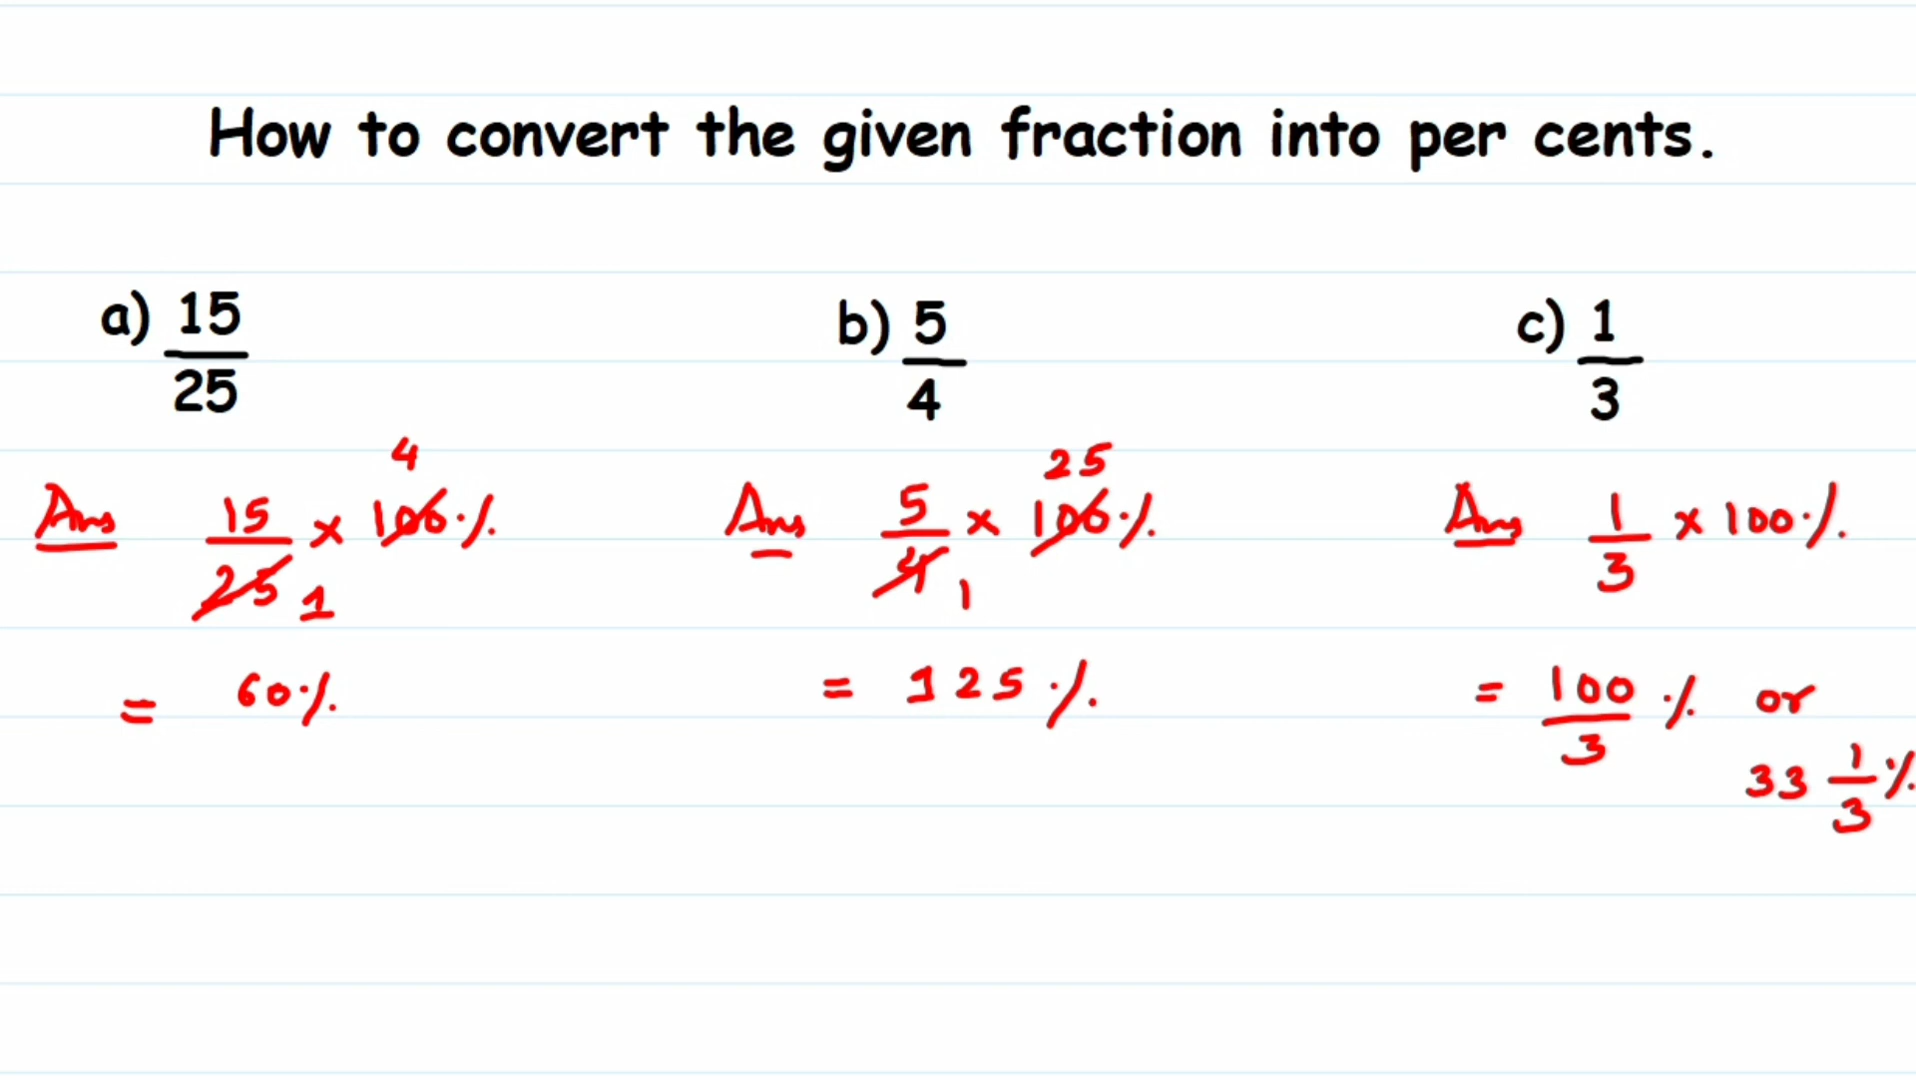 How to convert the given fraction into per cents.
a) 15/25
b) 5/4
c) 1/3
Ans 15/25 × 100% 4 1
= 60%
Ans 5/4 × 100% 25 1
= 125%
Ans 1/3 × 100%
= 100/3 % or
33 1/3 %